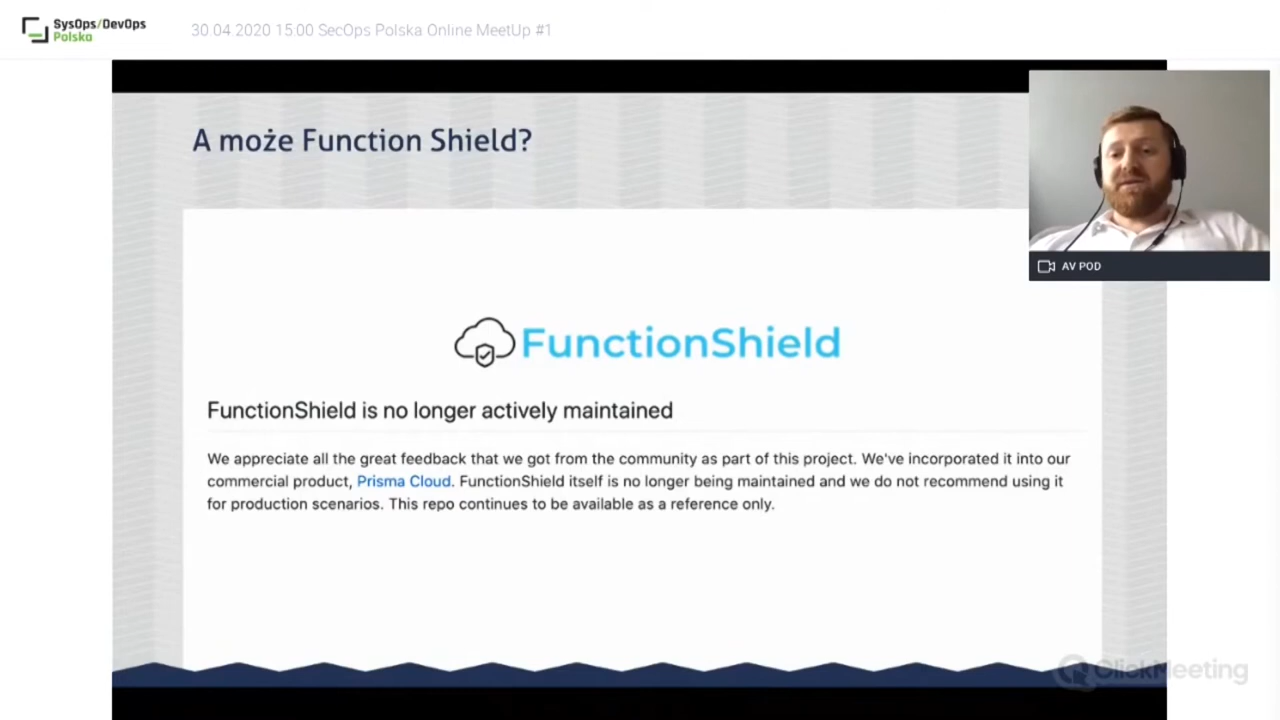 SysOps/DevOps
Polska
30.04.2020 15:00 SecOps Polska Online MeetUp #1
A może Function Shield?
AV POD
FunctionShield
FunctionShield is no longer actively maintained
We appreciate all the great feedback that we got from the community as part of this project. We've incorporated it into our
commercial product, Prisma Cloud. FunctionShield itself is no longer being maintained and we do not recommend using it
for production scenarios. This repo continues to be available as a reference only.
ClickMeeting